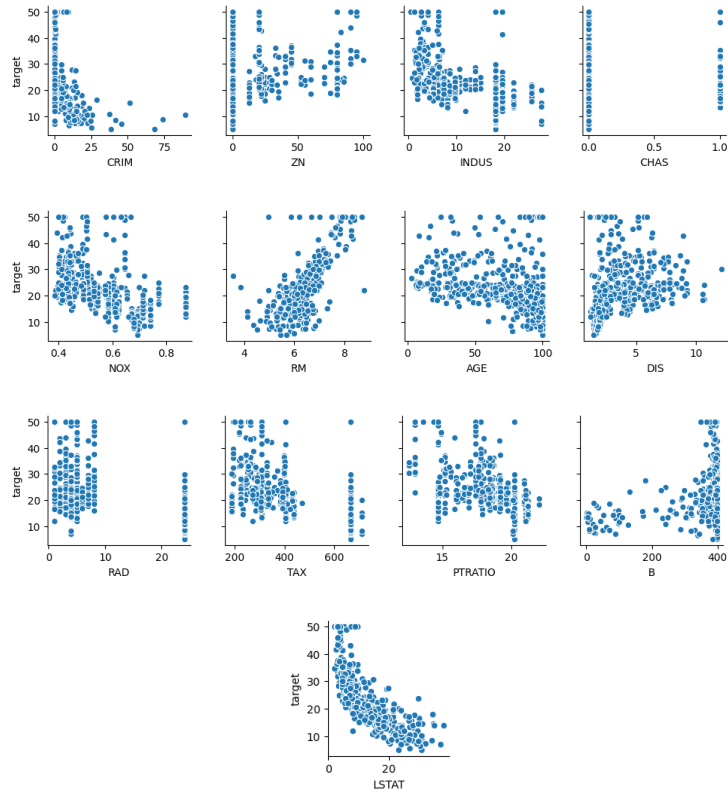 50
40
30
20
10
target
0 25 50 75
CRIM
0 50 100
ZN
0 10 20
INDUS
0.0 0.5 1.0
CHAS
50
40
30
20
10
target
0.4 0.6 0.8
NOX
4 6 8
RM
0 50 100
AGE
5 10
DIS
50
40
30
20
10
target
0 10 20
RAD
200 400 600
TAX
15 20
PTRATIO
0 200 400
B
50
40
30
20
10
target
0 20
LSTAT